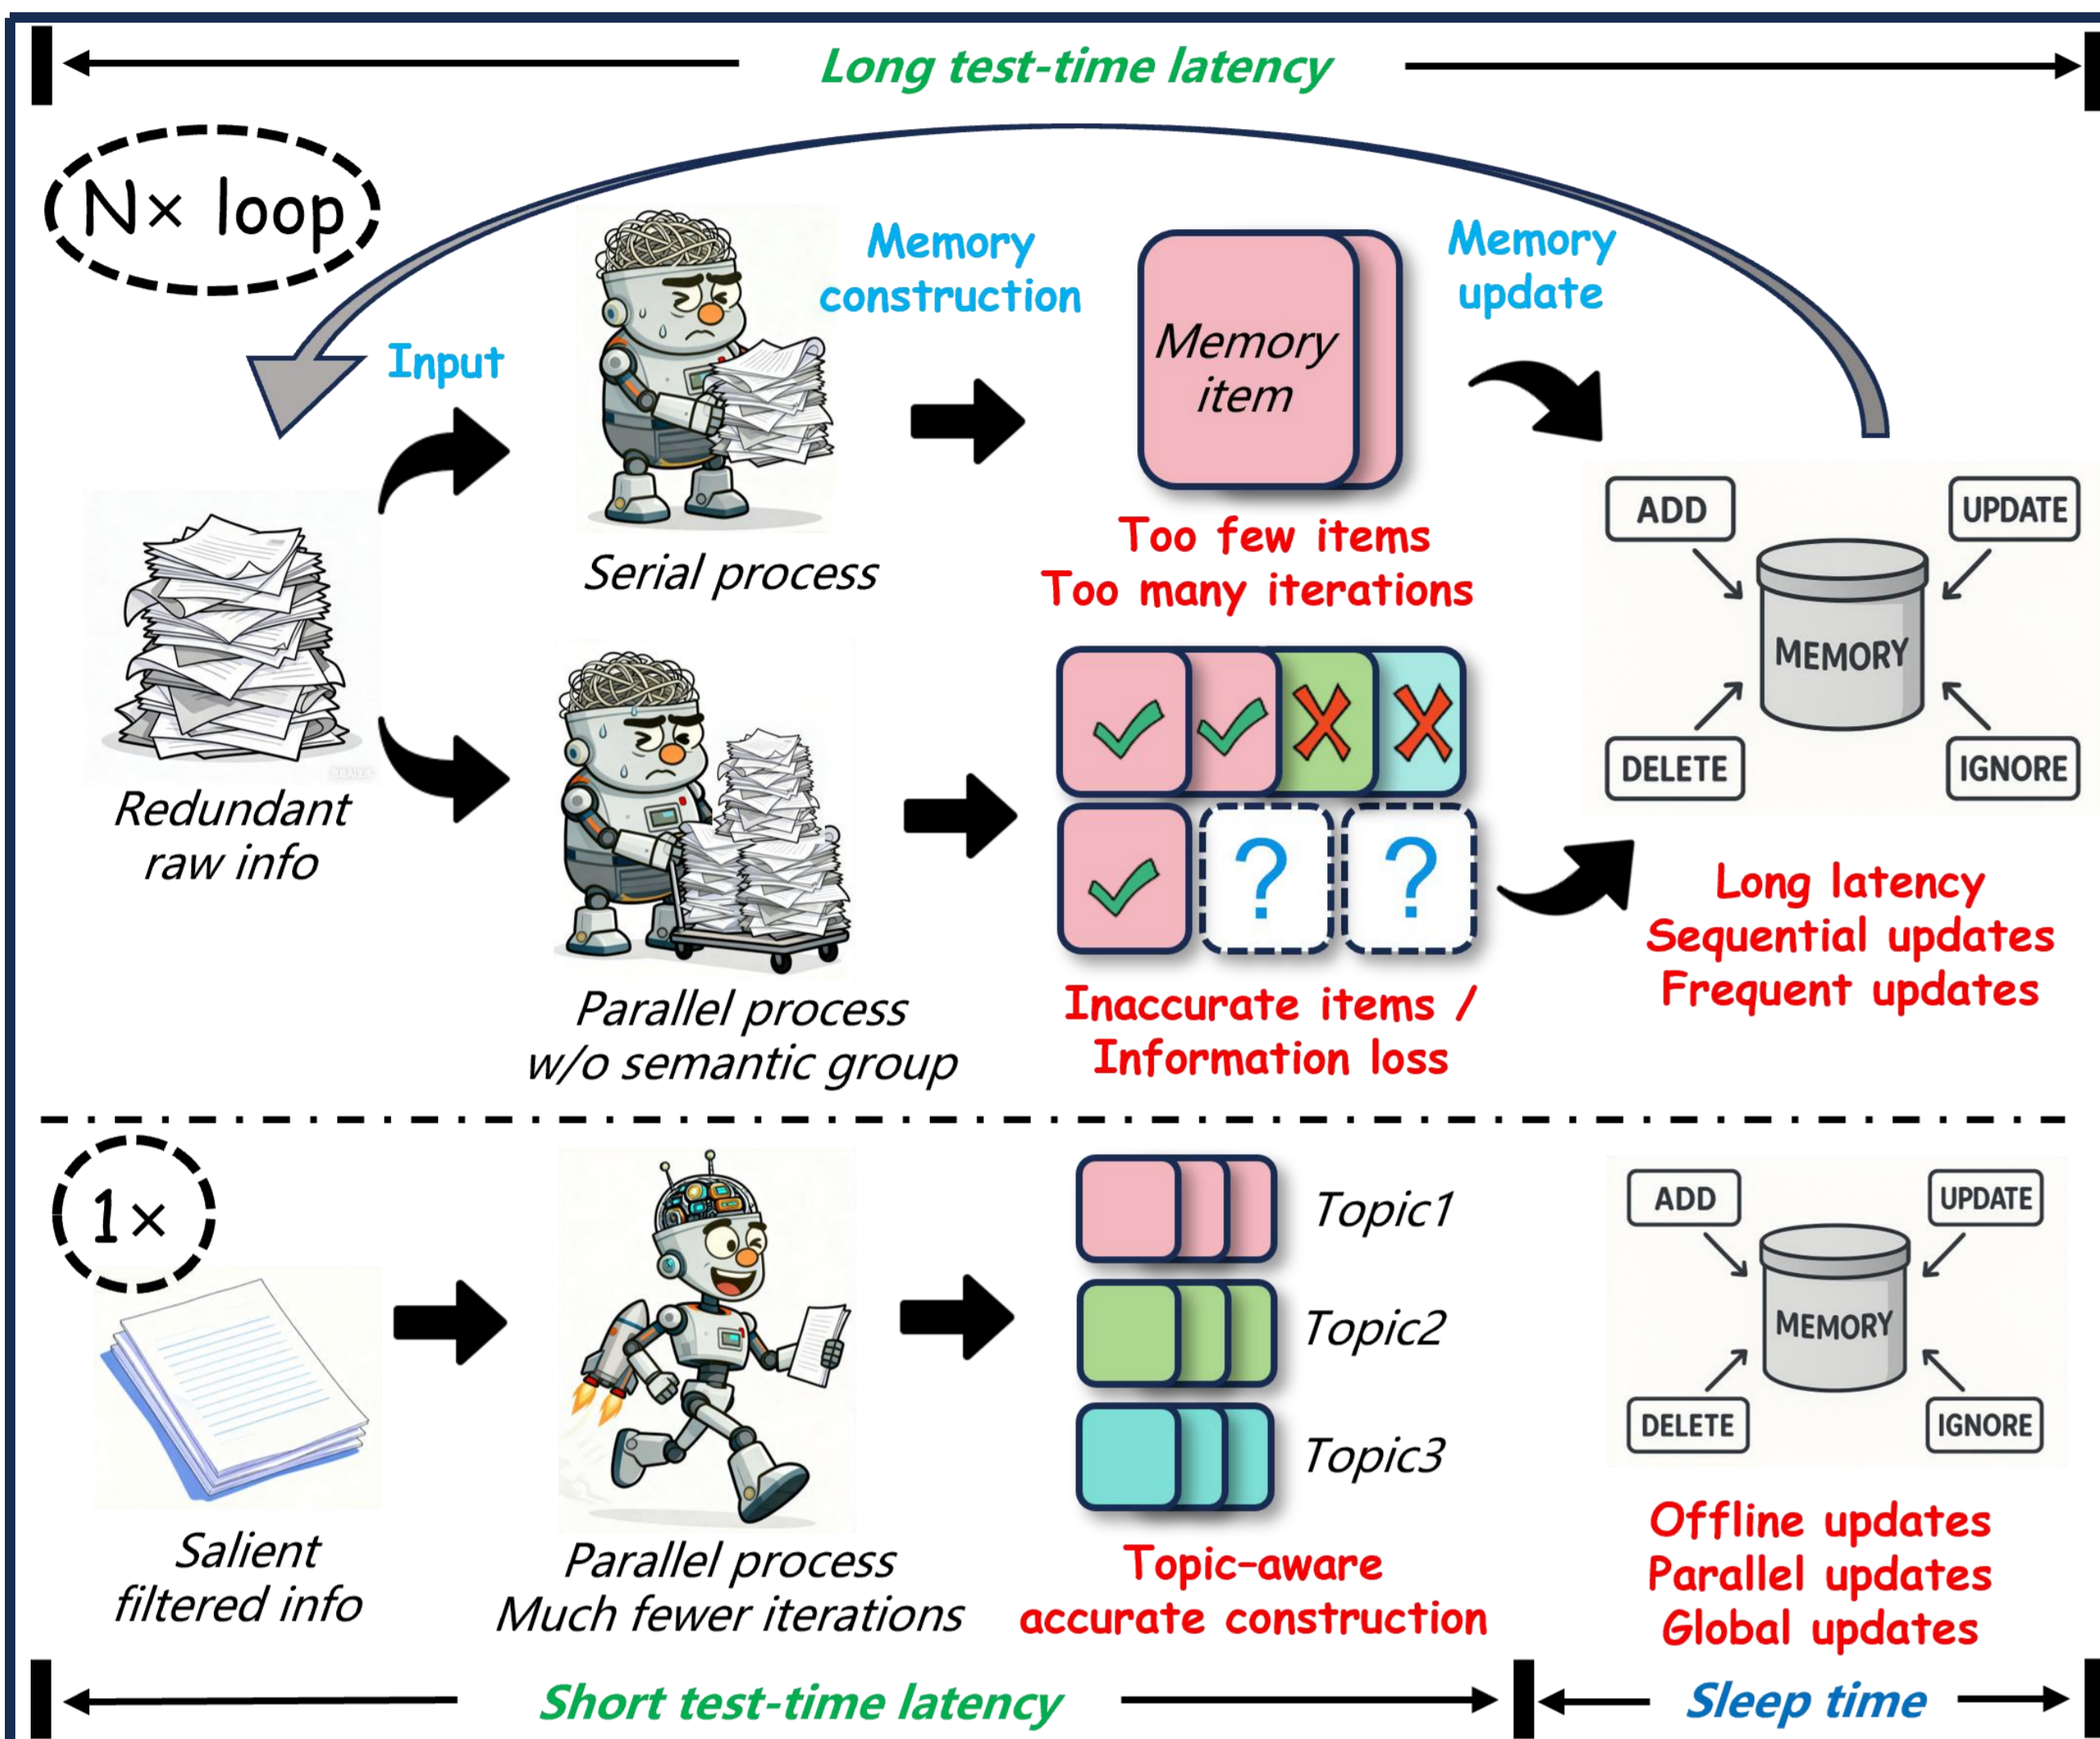 Long test-time latency
N× loop
Input
Memory
construction
Memory
item
Memory
update
Serial process
Too few items
Too many iterations
ADD
UPDATE
MEMORY
DELETE
IGNORE
Redundant
raw info
Parallel process
w/o semantic group
? ?
Inaccurate items /
Information loss
Long latency
Sequential updates
Frequent updates
1×
Salient
filtered info
Parallel process
Much fewer iterations
Topic1
Topic2
Topic3
Topic-aware
accurate construction
ADD
UPDATE
MEMORY
DELETE
IGNORE
Offline updates
Parallel updates
Global updates
Short test-time latency
Sleep time